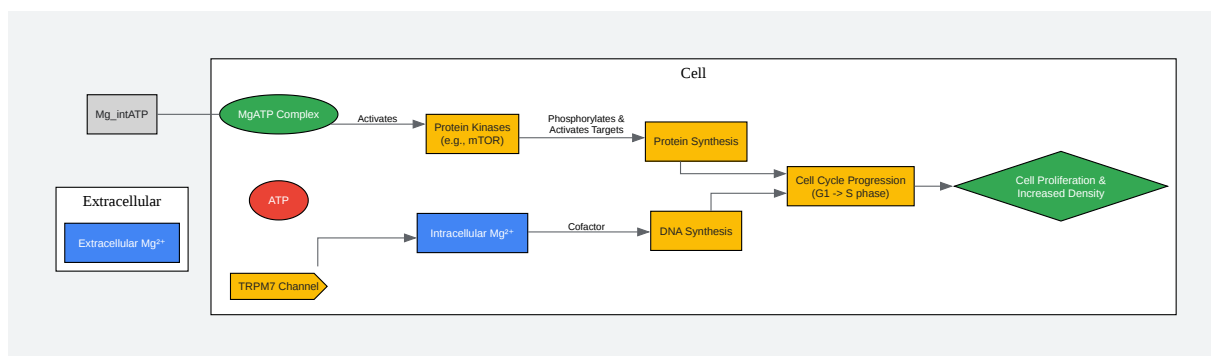 Cell
Mg_intATP
MgATP Complex
Activates
Protein Kinases
(e.g., mTOR)
Phosphorylates &
Activates Targets
Protein Synthesis
Cell Cycle Progression
(G1 -> S phase)
Cell Proliferation &
Increased Density
Extracellular
Extracellular Mg²⁺
ATP
Intracellular Mg²⁺
Cofactor
DNA Synthesis
TRPM7 Channel